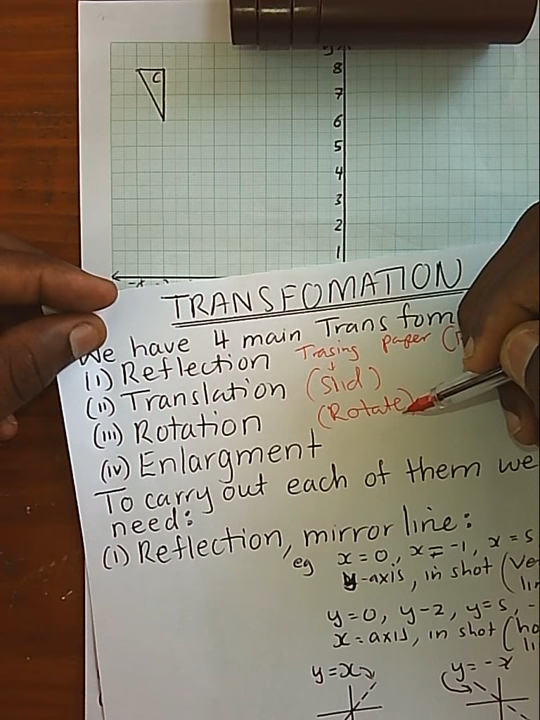 C
8
7
6
5
4
3
2
1
TRANSFOMATION
We have 4 main Transfom
(i) Reflection Trasing paper
(ii) Translation (Slid)
(iii) Rotation (Rotate)
(iv) Enlargment
To carry out each of them we
need:
(i) Reflection, mirror line:
eg x=0, x=-1, x=5
y-axis, in shot (Ve
y=0, y-2, y=5, -
x=axis, in shot (ho
y=x y=-x